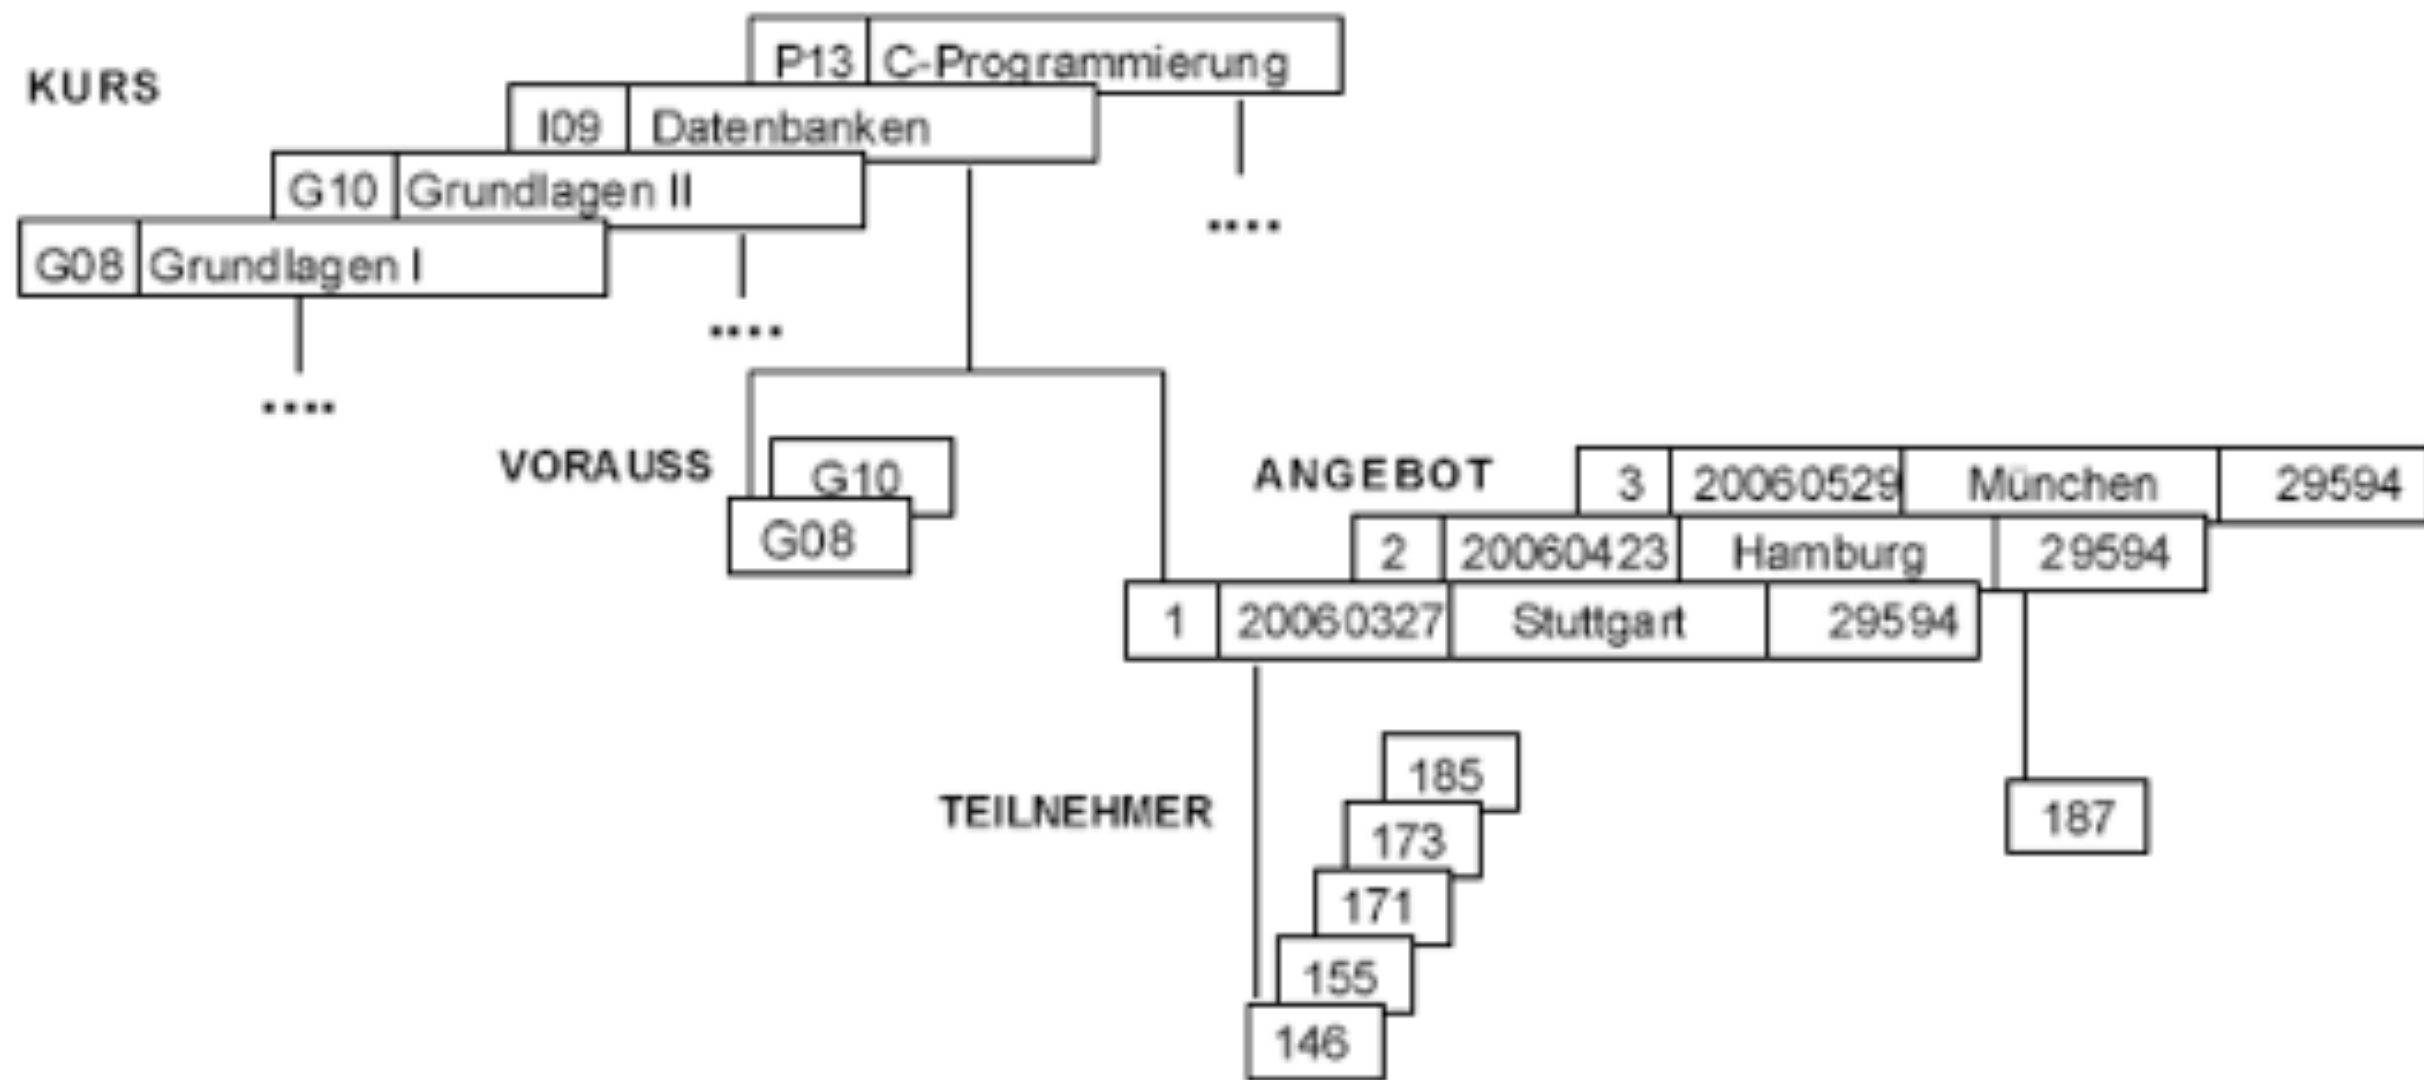 KURS
P13 C-Programmierung
I09 Datenbanken
G10 Grundlagen II
G08 Grundlagen I
....
....
....
VORAUSS
G10
G08
ANGEBOT
3 20060529 München 29594
2 20060423 Hamburg 29594
1 20060327 Stuttgart 29594
TEILNEHMER
185
173
171
155
146
187